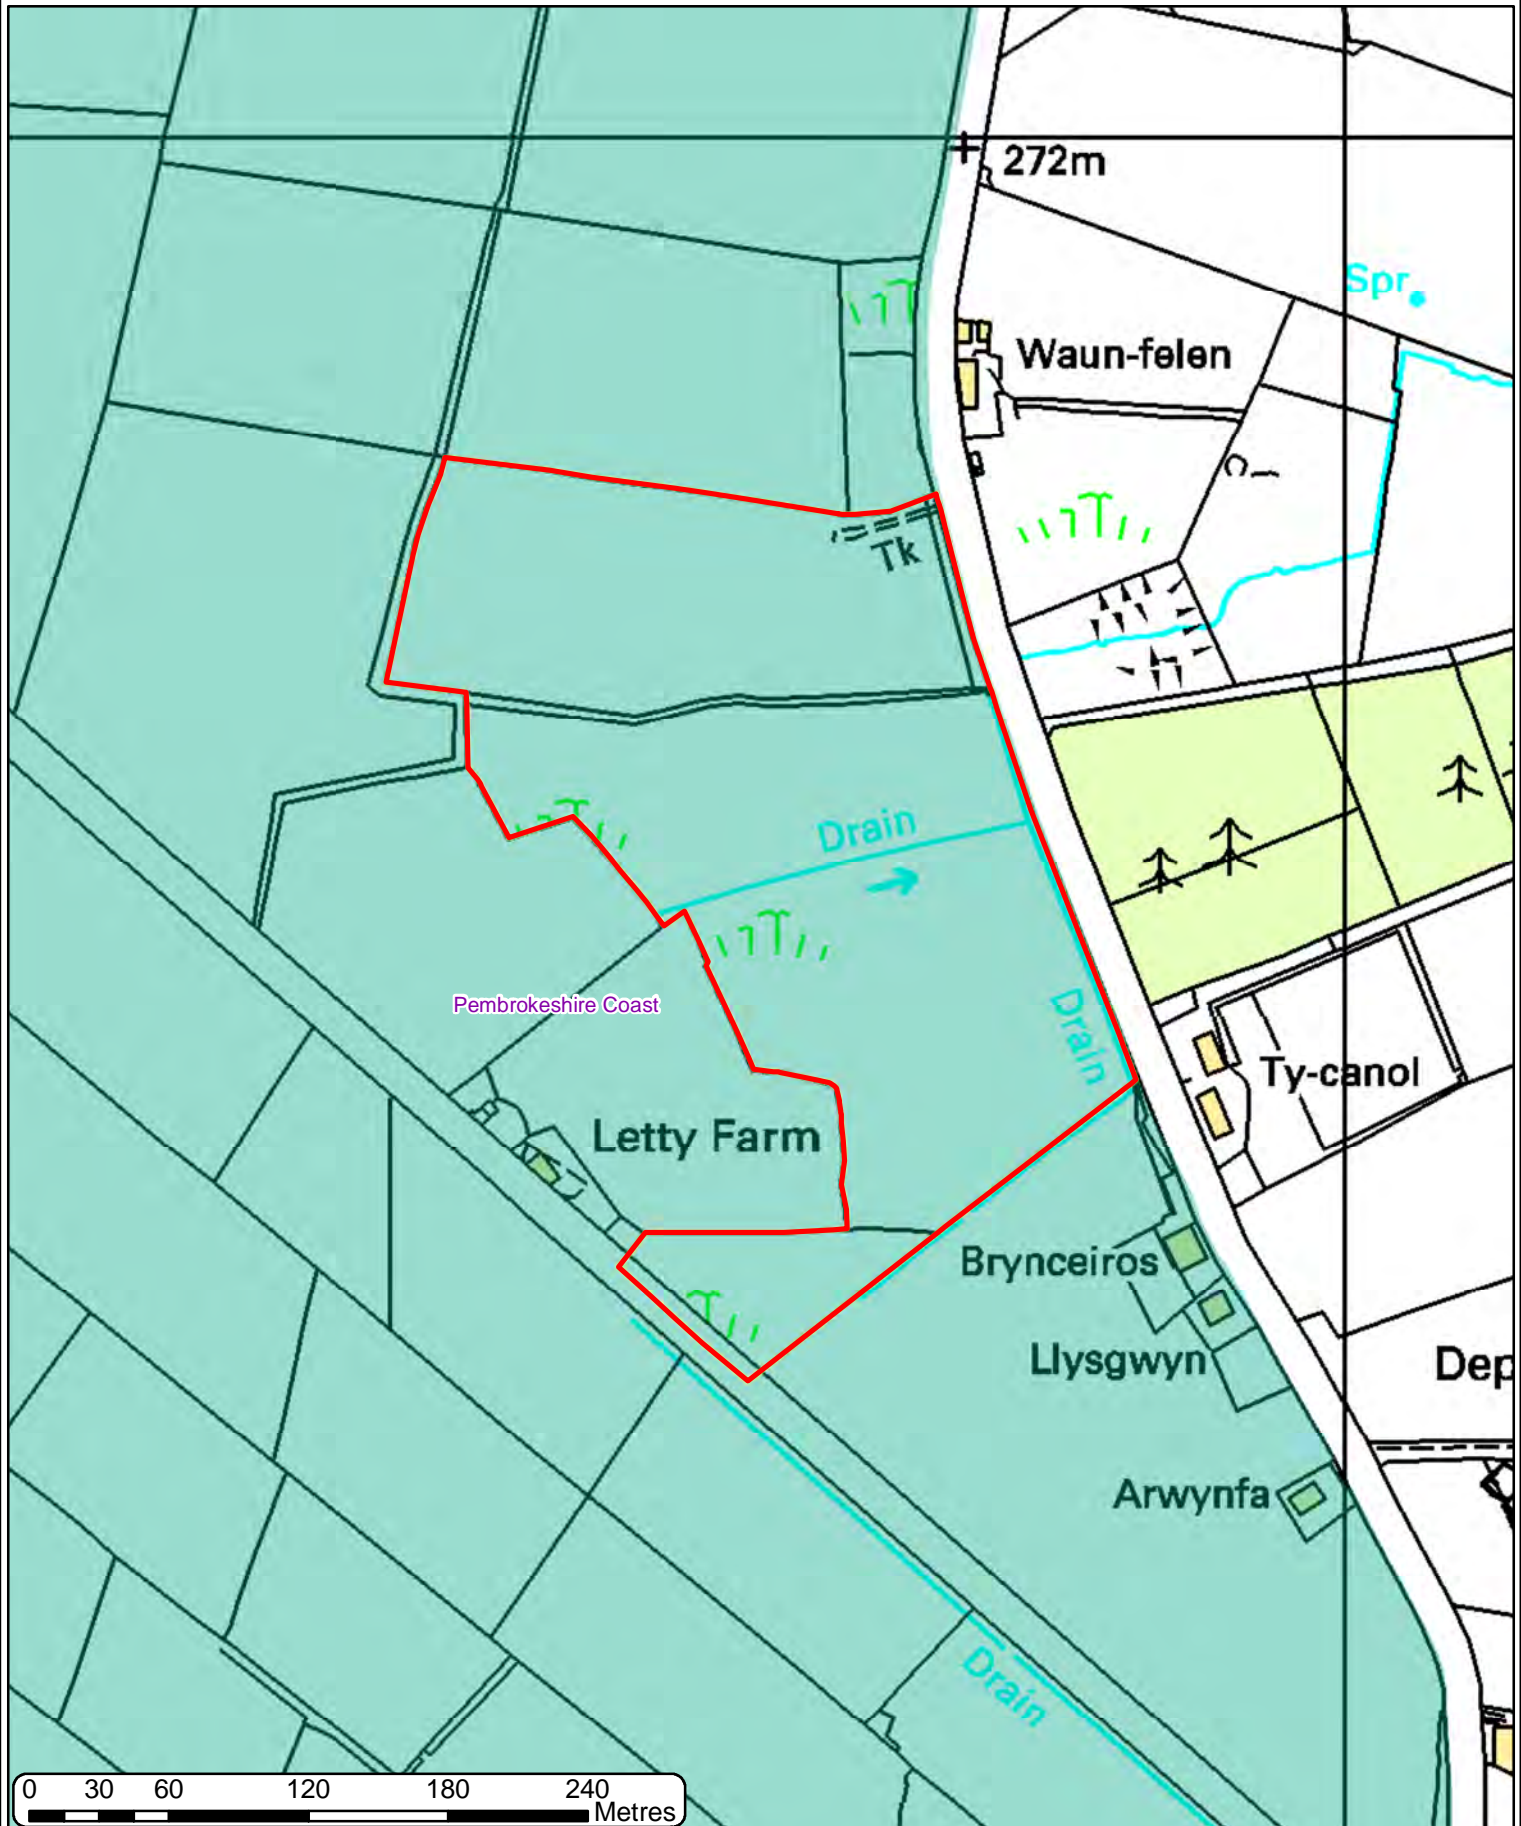 272m
Spr
Waun-felen
Tk
Drain
Pembrokeshire Coast
Drain
Ty-canol
Letty Farm
Brynceiros
Llysgwyn
Dep
Arwynfa
Drain
0 30 60 120 180 240
Metres